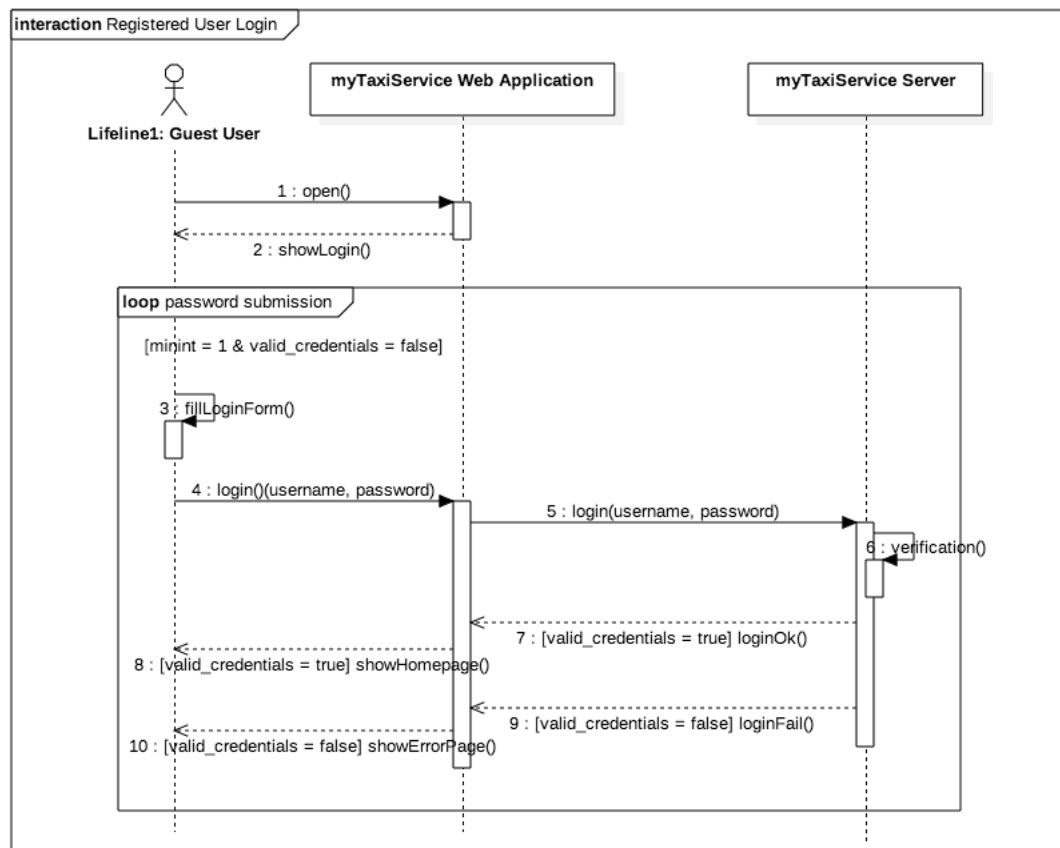 interaction Registered User Login
myTaxiService Web Application
myTaxiService Server
Lifeline1: Guest User
1 : open()
2 : showLogin()
loop password submission
[minint = 1 & valid_credentials = false]
3 : fillLoginForm()
4 : login()(username, password)
5 : login(username, password)
6 : verification()
7 : [valid_credentials = true] loginOk()
8 : [valid_credentials = true] showHomepage()
9 : [valid_credentials = false] loginFail()
10 : [valid_credentials = false] showErrorPage()